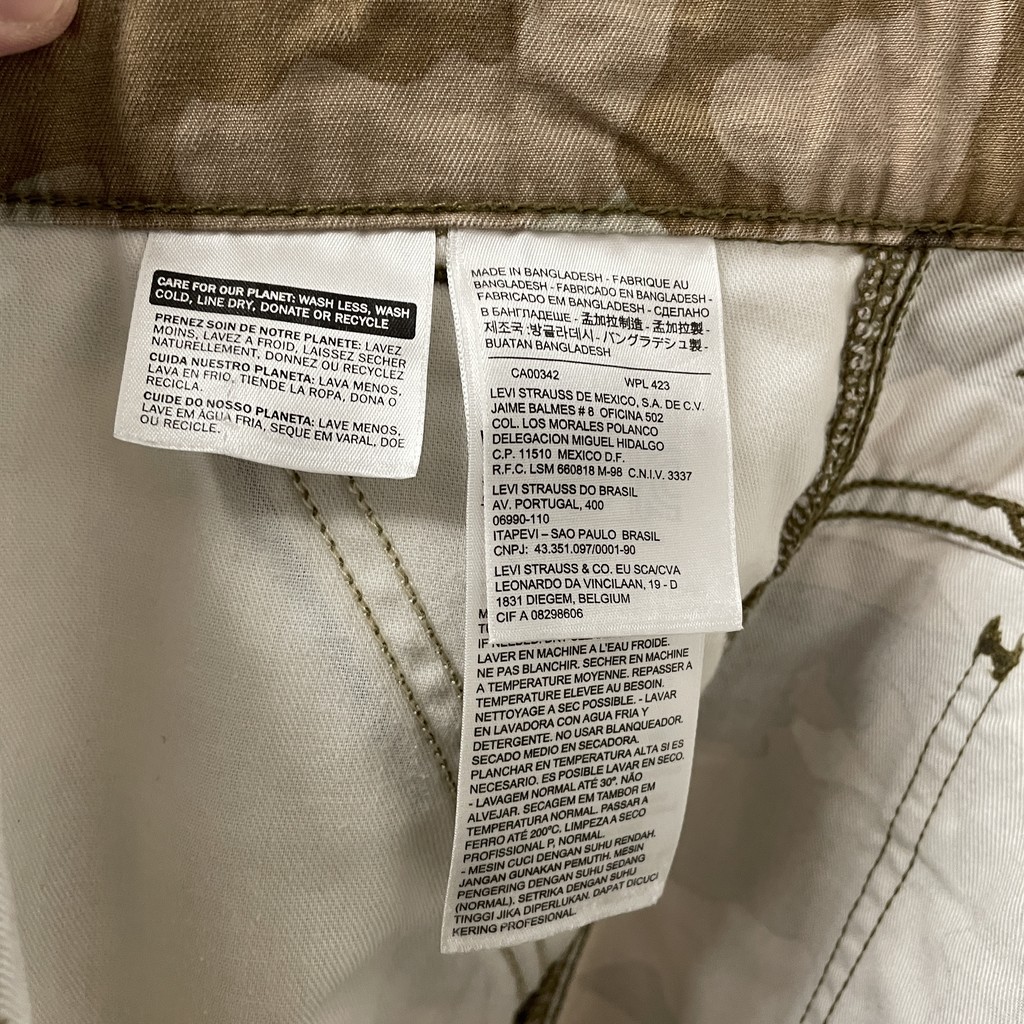 CARE FOR OUR PLANET: WASH LESS, WASH
COLD, LINE DRY, DONATE OR RECYCLE
PRENEZ SOIN DE NOTRE PLANETE: LAVEZ
MOINS, LAVEZ A FROID, LAISSEZ SECHER
NATURELLEMENT, DONNEZ OU RECYCLEZ
CUIDA NUESTRO PLANETA: LAVA MENOS,
LAVA EN FRIO, TIENDE LA ROPA, DONA O
RECICLA.
CUIDE DO NOSSO PLANETA: LAVE MENOS,
LAVE EM ÁGUA FRIA, SEQUE EM VARAL, DOE
OU RECICLE.
MADE IN BANGLADESH - FABRIQUE AU
BANGLADESH - FABRICADO EN BANGLADESH -
FABRICADO EM BANGLADESH - СДЕЛАНО
В БАНГЛАДЕШЕ - 孟加拉制造 - 孟加拉製 -
제조국 :방글라데시 - バングラデシュ製 -
BUATAN BANGLADESH
CA00342 WPL 423
LEVI STRAUSS DE MEXICO, S.A. DE C.V.
JAIME BALMES # 8 OFICINA 502
COL. LOS MORALES POLANCO
DELEGACION MIGUEL HIDALGO
C.P. 11510 MEXICO D.F.
R.F.C. LSM 660818 M-98 C.N.I.V. 3337
LEVI STRAUSS DO BRASIL
AV. PORTUGAL, 400
06990-110
ITAPEVI – SAO PAULO BRASIL
CNPJ: 43.351.097/0001-90
LEVI STRAUSS & CO. EU SCA/CVA
LEONARDO DA VINCILAAN, 19 - D
1831 DIEGEM, BELGIUM
CIF A 08298606
IF NEEDED.
LAVER EN MACHINE A L'EAU FROIDE.
NE PAS BLANCHIR. SECHER EN MACHINE
A TEMPERATURE MOYENNE. REPASSER A
TEMPERATURE ELEVEE AU BESOIN.
NETTOYAGE A SEC POSSIBLE. - LAVAR
EN LAVADORA CON AGUA FRIA Y
DETERGENTE. NO USAR BLANQUEADOR.
SECADO MEDIO EN SECADORA.
PLANCHAR EN TEMPERATURA ALTA SI ES
NECESARIO. ES POSIBLE LAVAR EN SECO.
- LAVAGEM NORMAL ATÉ 30°. NÃO
ALVEJAR. SECAGEM EM TAMBOR EM
TEMPERATURA NORMAL. PASSAR A
FERRO ATÉ 200°C. LIMPEZA A SECO
PROFISSIONAL P, NORMAL.
- MESIN CUCI DENGAN SUHU RENDAH.
JANGAN GUNAKAN PEMUTIH. MESIN
PENGERING DENGAN SUHU SEDANG
(NORMAL). SETRIKA DENGAN SUHU
TINGGI JIKA DIPERLUKAN. DAPAT DICUCI
KERING PROFESIONAL.